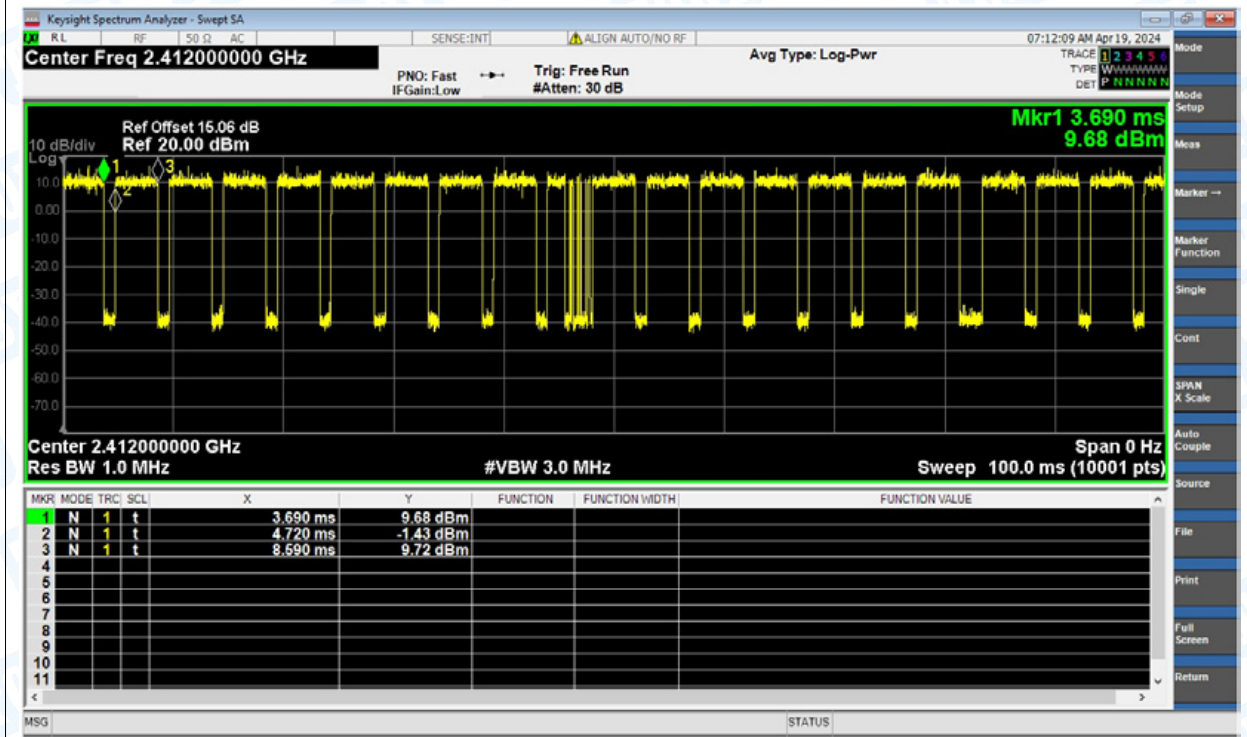 Keysight Spectrum Analyzer - Swept SA
RL RF 50 Ω AC SENSE:INT ALIGN AUTO/NO RF 07:12:09 AM Apr 19, 2024
Center Freq 2.412000000 GHz
Avg Type: Log-Pwr
PNO: Fast
IFGain:Low
Trig: Free Run
#Atten: 30 dB
TRACE 1 2 3 4 5 6
TYPE WWWWWW
DET P N N N N N
Mkr1 3.690 ms
9.68 dBm
Ref Offset 15.06 dB
10 dB/div Ref 20.00 dBm
Log
1
2
3
10.0
0.00
-10.0
-20.0
-30.0
-40.0
-50.0
-60.0
-70.0
Center 2.412000000 GHz Span 0 Hz
Res BW 1.0 MHz #VBW 3.0 MHz Sweep 100.0 ms (10001 pts)
MKR MODE TRC SCL X Y FUNCTION FUNCTION WIDTH FUNCTION VALUE
1 N 1 t 3.690 ms 9.68 dBm
2 N 1 t 4.720 ms -1.43 dBm
3 N 1 t 8.590 ms 9.72 dBm
4
5
6
7
8
9
10
11
MSG STATUS
Mode
Mode
Setup
Meas
Marker →
Marker
Function
Single
Cont
SPAN
X Scale
Auto
Couple
Source
File
Print
Full
Screen
Return